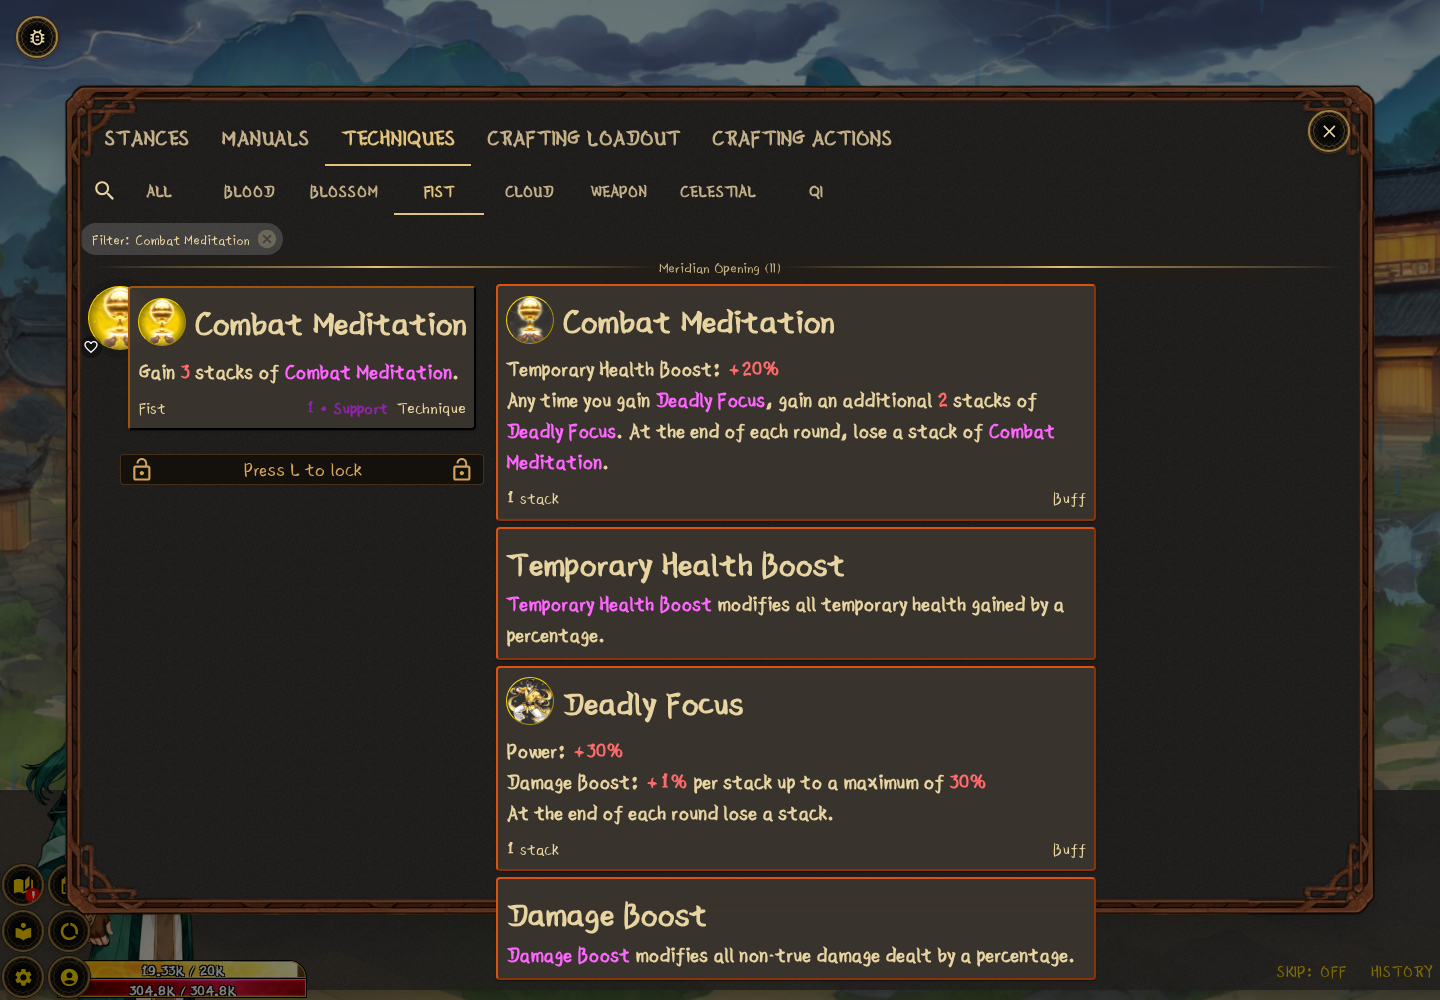 STANCES MANUALS TECHNIQUES CRAFTING LOADOUT CRAFTING ACTIONS
ALL BLOOD BLOSSOM FIST CLOUD WEAPON CELESTIAL QI
Filter: Combat Meditation
Meridian Opening (II)
Combat Meditation
Gain 3 stacks of Combat Meditation.
Fist 1 • Support Technique
Press L to lock
Combat Meditation
Temporary Health Boost: +20%
Any time you gain Deadly Focus, gain an additional 2 stacks of
Deadly Focus. At the end of each round, lose a stack of Combat
Meditation.
1 stack Buff
Temporary Health Boost
Temporary Health Boost modifies all temporary health gained by a
percentage.
Deadly Focus
Power: +30%
Damage Boost: +1% per stack up to a maximum of 30%
At the end of each round lose a stack.
1 stack Buff
Damage Boost
Damage Boost modifies all non-true damage dealt by a percentage.
19.33K / 20K
304.8K / 304.8K
SKIP: OFF HISTORY